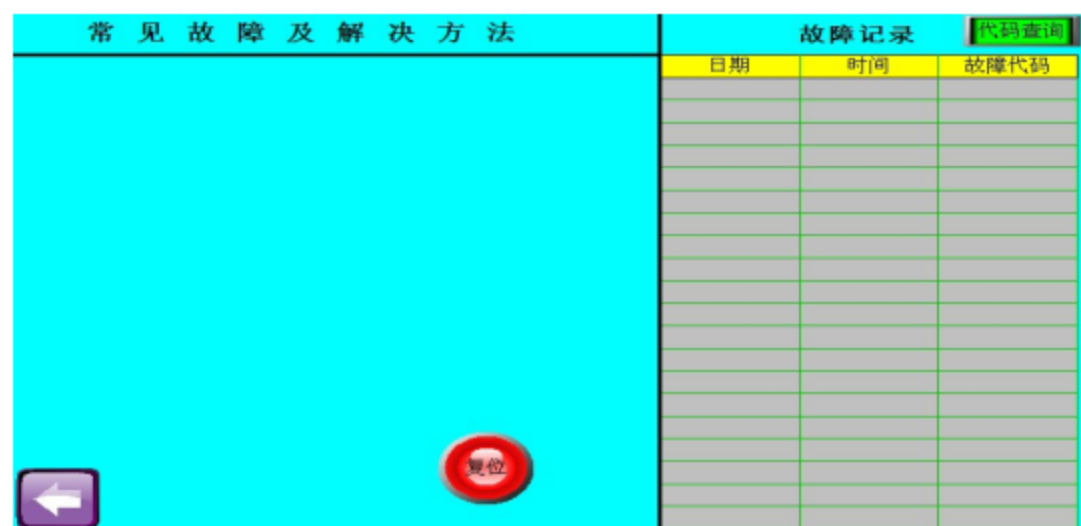 常见故障及解决方法
故障记录
代码查询
日期 时间 故障代码
复位